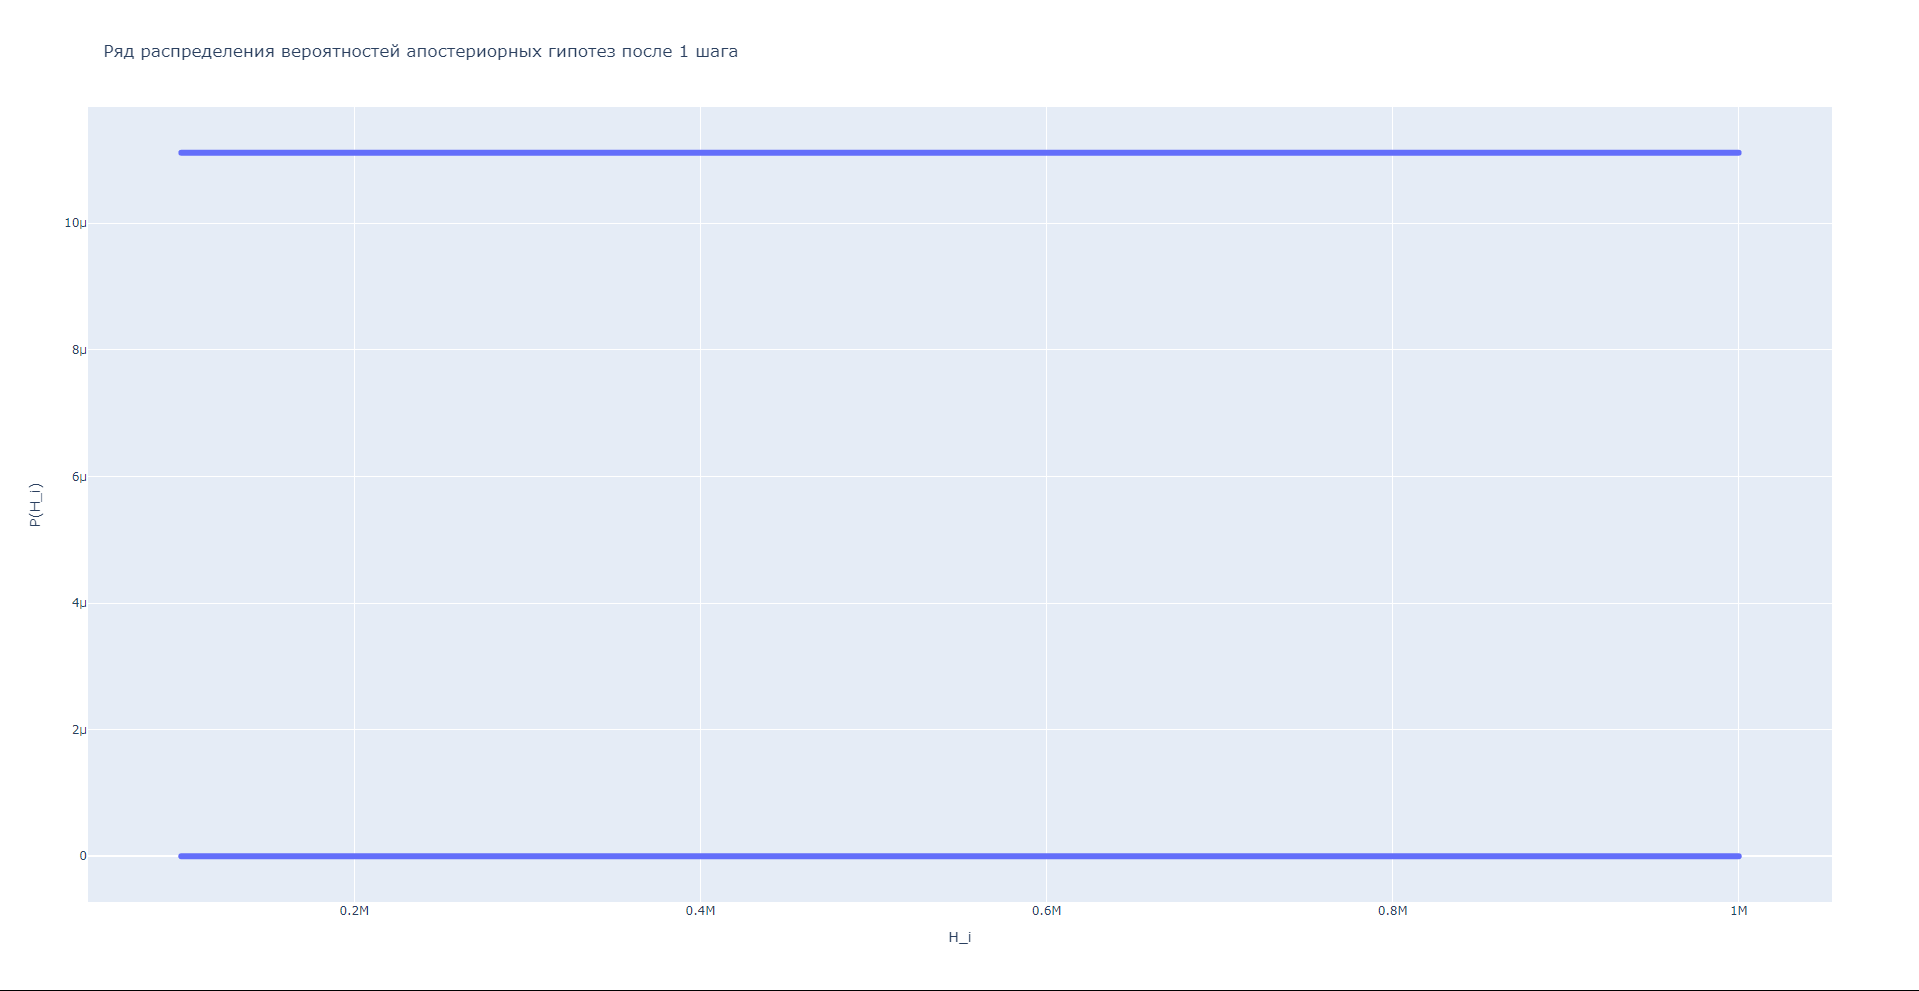 Ряд распределения вероятностей апостериорных гипотез после 1 шага
10μ
8μ
6μ
4μ
2μ
0
P(H_i)
0.2M 0.4M 0.6M 0.8M 1M
H_i